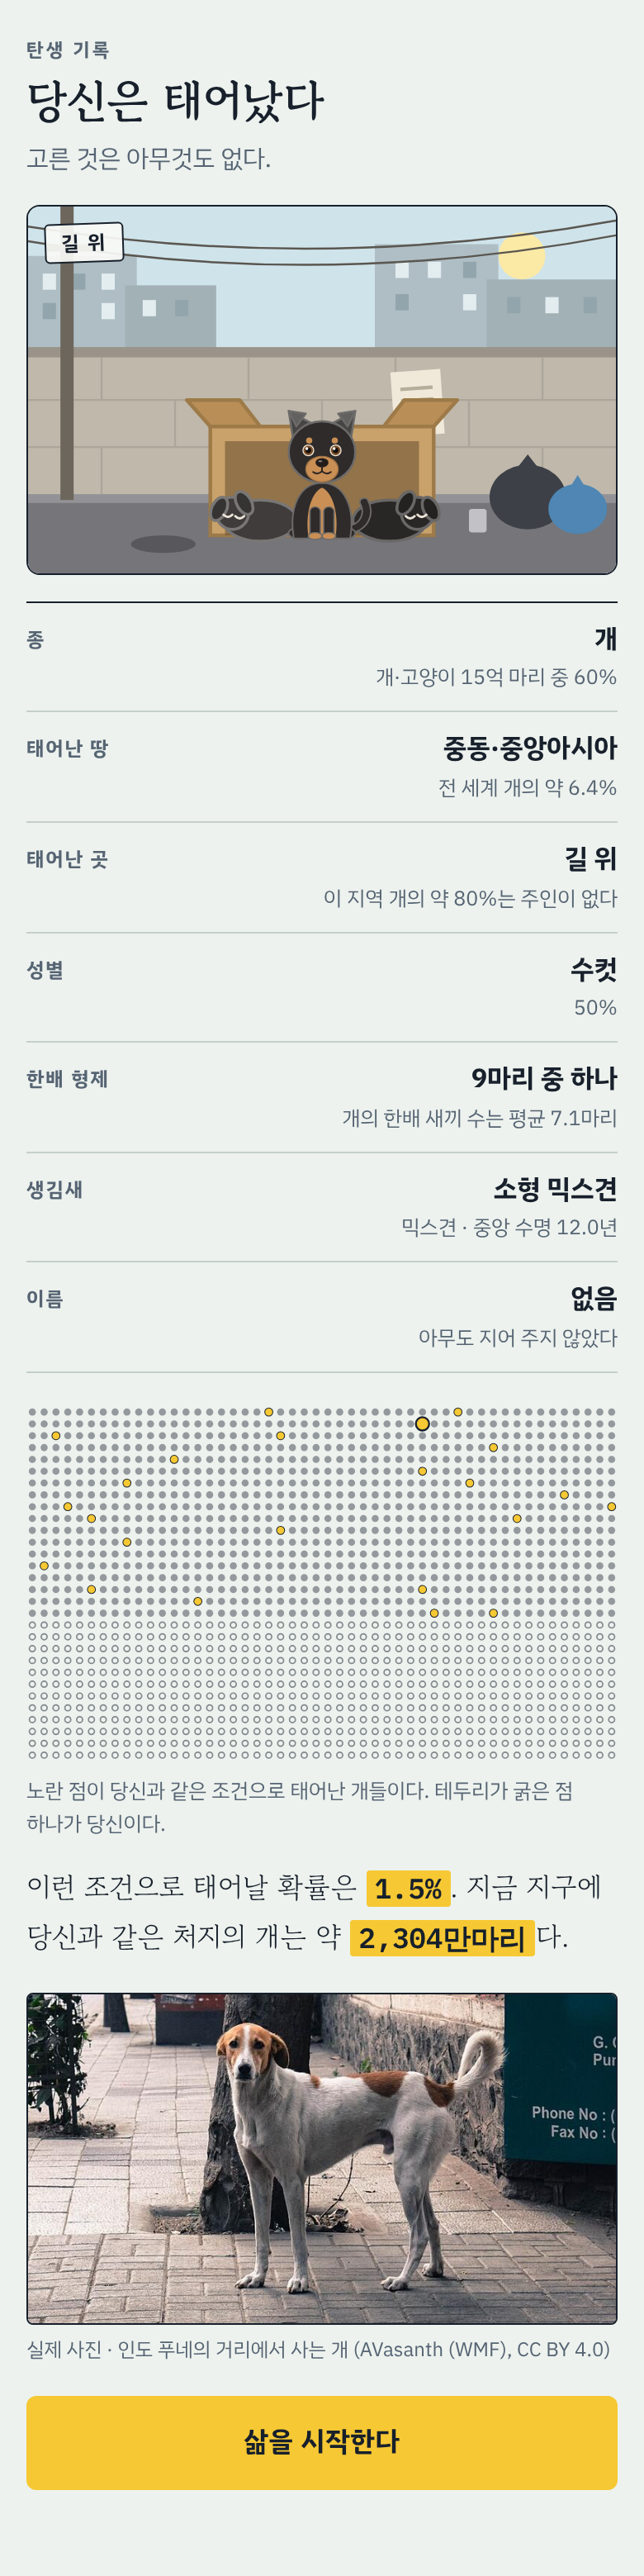 탄생 기록
당신은 태어났다
고른 것은 아무것도 없다.
길 위
종
개
개·고양이 15억 마리 중 60%
태어난 땅
중동·중앙아시아
전 세계 개의 약 6.4%
태어난 곳
길 위
이 지역 개의 약 80%는 주인이 없다
성별
수컷
50%
한배 형제
9마리 중 하나
개의 한배 새끼 수는 평균 7.1마리
생김새
소형 믹스견
믹스견 · 중앙 수명 12.0년
이름
없음
아무도 지어 주지 않았다
노란 점이 당신과 같은 조건으로 태어난 개들이다. 테두리가 굵은 점
하나가 당신이다.
이런 조건으로 태어날 확률은 1.5%. 지금 지구에
당신과 같은 처지의 개는 약 2,304만마리다.
G.
Pur
Phone No : (
Fax No : (
실제 사진 · 인도 푸네의 거리에서 사는 개 (AVasanth (WMF), CC BY 4.0)
삶을 시작한다